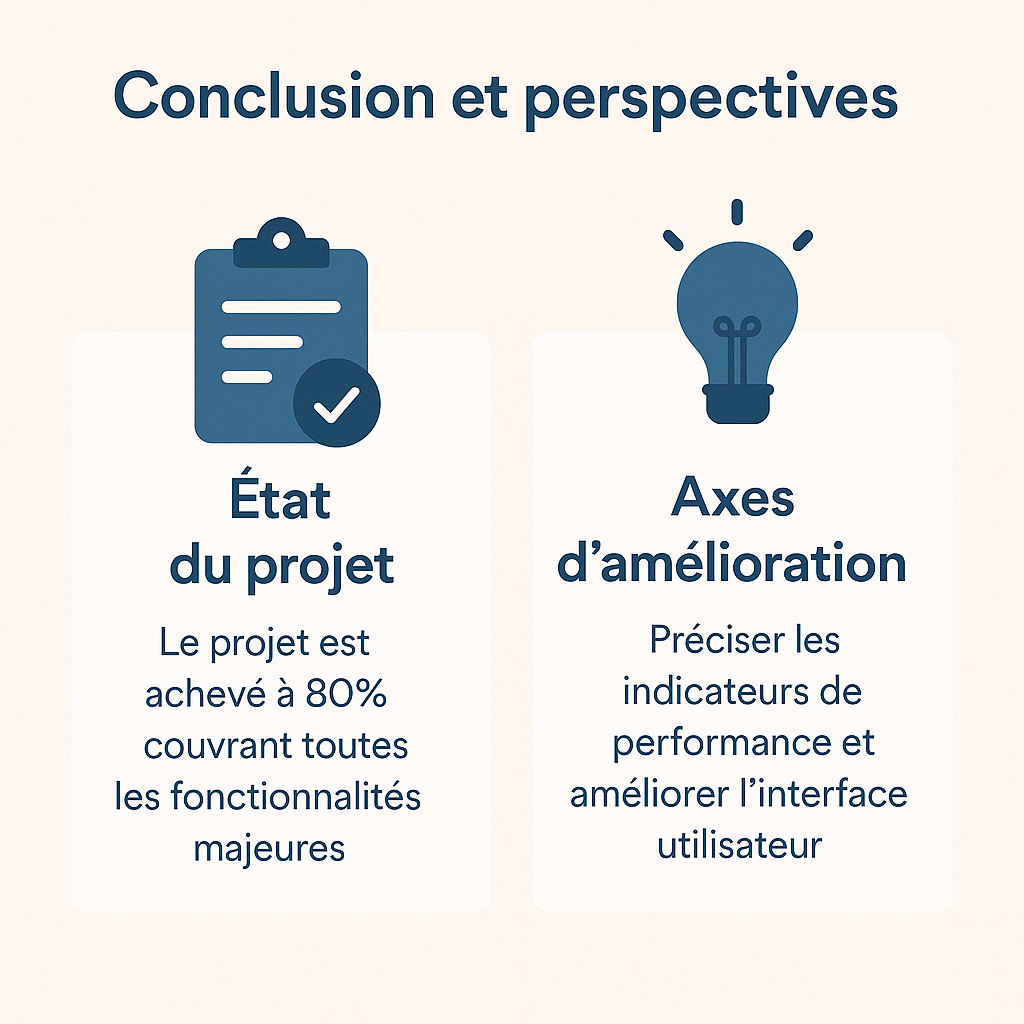 Conclusion et perspectives
État
du projet
Le projet est
achevé à 80%
couvrant toutes
les fonctionnalités
majeures
Axes
d’amélioration
Préciser les
indicateurs de
performance et
améliorer l’interface
utilisateur